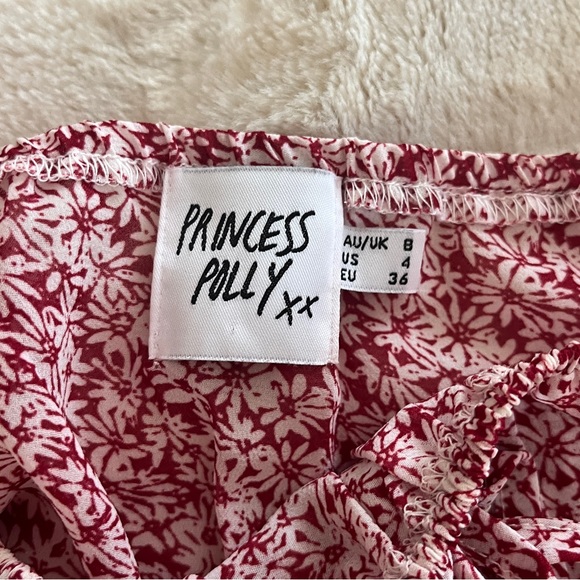 PRINCESS
POLLY xx
AU/UK 8
US 4
EU 36